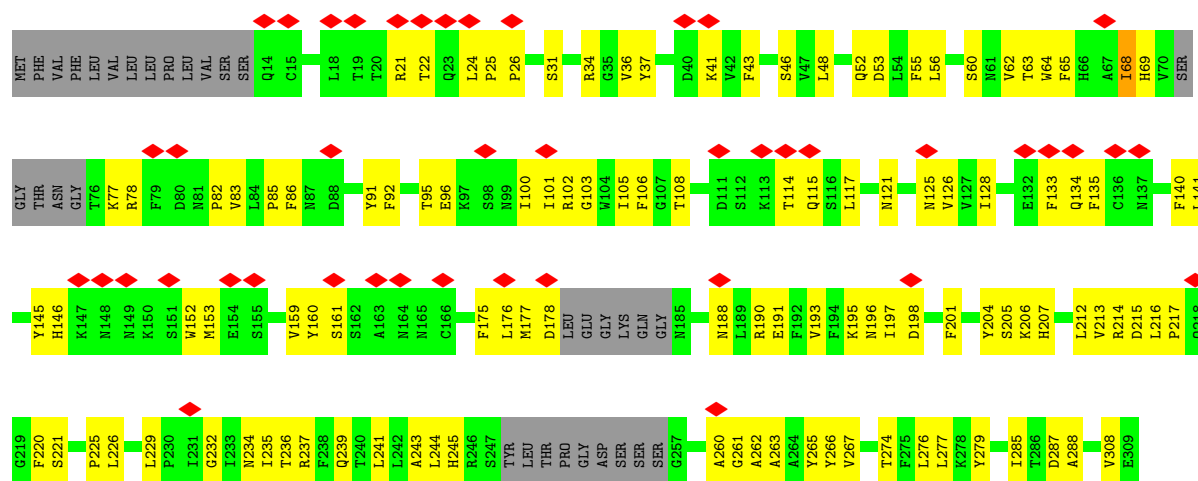 MET PHE VAL PHE LEU VAL LEU LEU PRO LEU VAL SER SER Q14 C15 L18 T19 T20 R21 T22 Q23 L24 P25 P26 S31 R34 G35 V36 Y37 D40 K41 V42 F43 S46 V47 L48 Q52 D53 L54 F55 L56 S60 N61 V62 T63 W64 F65 H66 A67 I68 H69 V70 SER
GLY THR ASN GLY T76 K77 R78 F79 D80 N81 P82 V83 L84 P85 F86 N87 D88 Y91 F92 T95 E96 K97 S98 N99 I100 I101 R102 G103 W104 I105 F106 G107 T108 D111 S112 K113 T114 Q115 S116 L117 N121 N125 V126 V127 I128 E132 F133 Q134 F135 C136 N137 F140 L141
Y145 H146 K147 N148 N149 K150 S151 W152 M153 E154 S155 V159 Y160 S161 S162 A163 N164 N165 C166 F175 L176 M177 D178 LEU GLU GLY LYS GLN GLY N185 N188 L189 R190 E191 F192 V193 F194 K195 N196 I197 D198 F201 Y204 S205 K206 H207 L212 V213 R214 D215 L216 P217 Q218
G219 F220 S221 P225 L226 L229 P230 I231 G232 I233 N234 I235 T236 R237 F238 Q239 T240 L241 L242 A243 L244 H245 R246 S247 TYR LEU THR PRO GLY ASP SER SER SER G257 A260 G261 A262 A263 A264 Y265 Y266 V267 T274 F275 L276 L277 K278 Y279 I285 T286 D287 A288 V308 E309